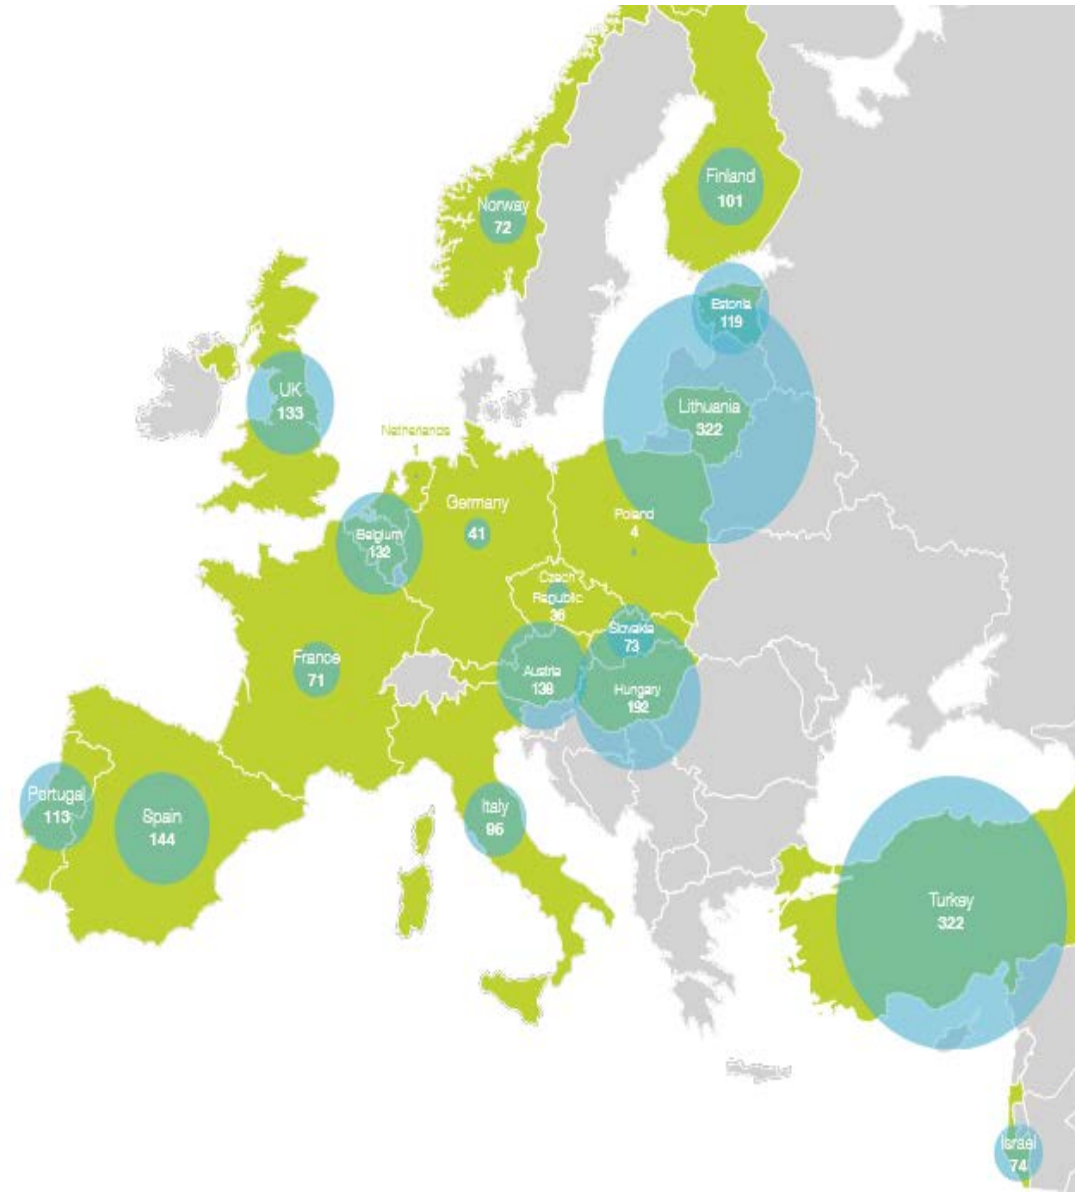 Finland
101
Norway
72
Estonia
119
UK
133
Lithuania
322
Netherlands
1
Germany
41
Poland
4
Belgium
132
Czech
Republic
36
Slovakia
73
France
71
Austria
138
Hungary
192
Portugal
113
Spain
144
Italy
96
Turkey
322
Israel
74